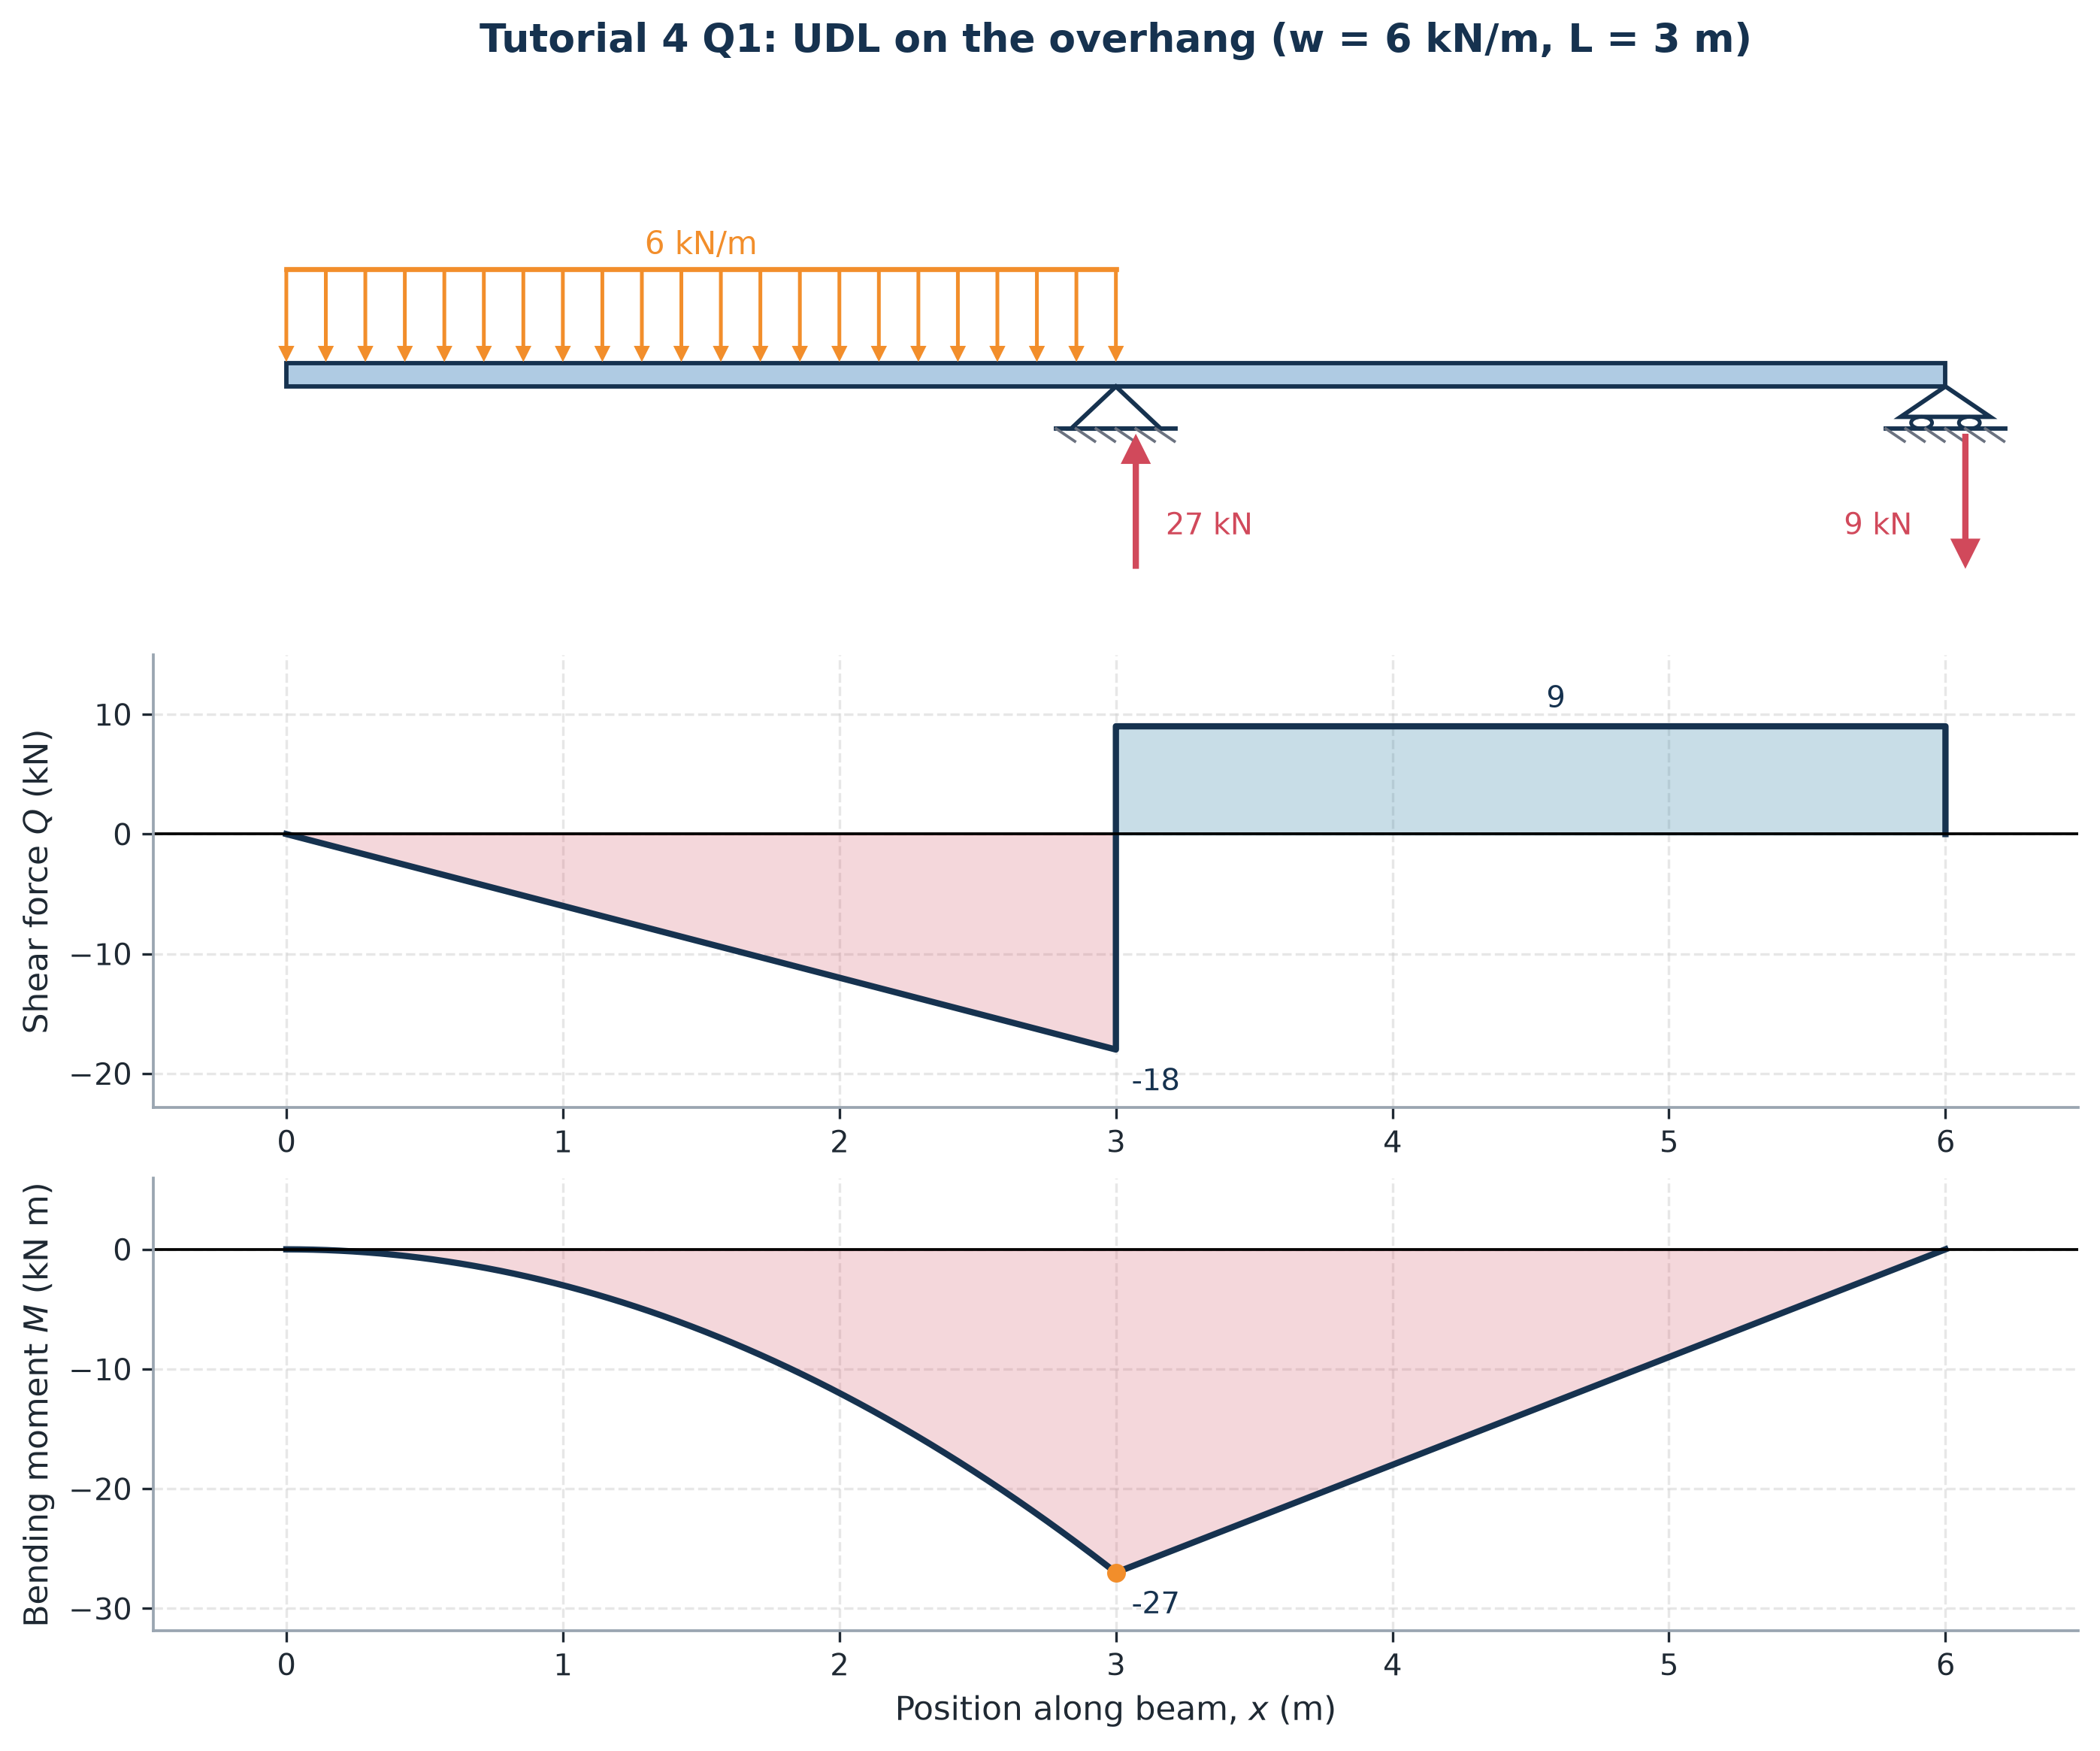 Tutorial 4 Q1: UDL on the overhang (w = 6 kN/m, L = 3 m)
6 kN/m
27 kN
9 kN
Shear force Q (kN)
10
0
−10
−20
9
-18
0 1 2 3 4 5 6
Bending moment M (kN m)
0
−10
−20
−30
-27
0 1 2 3 4 5 6
Position along beam, x (m)